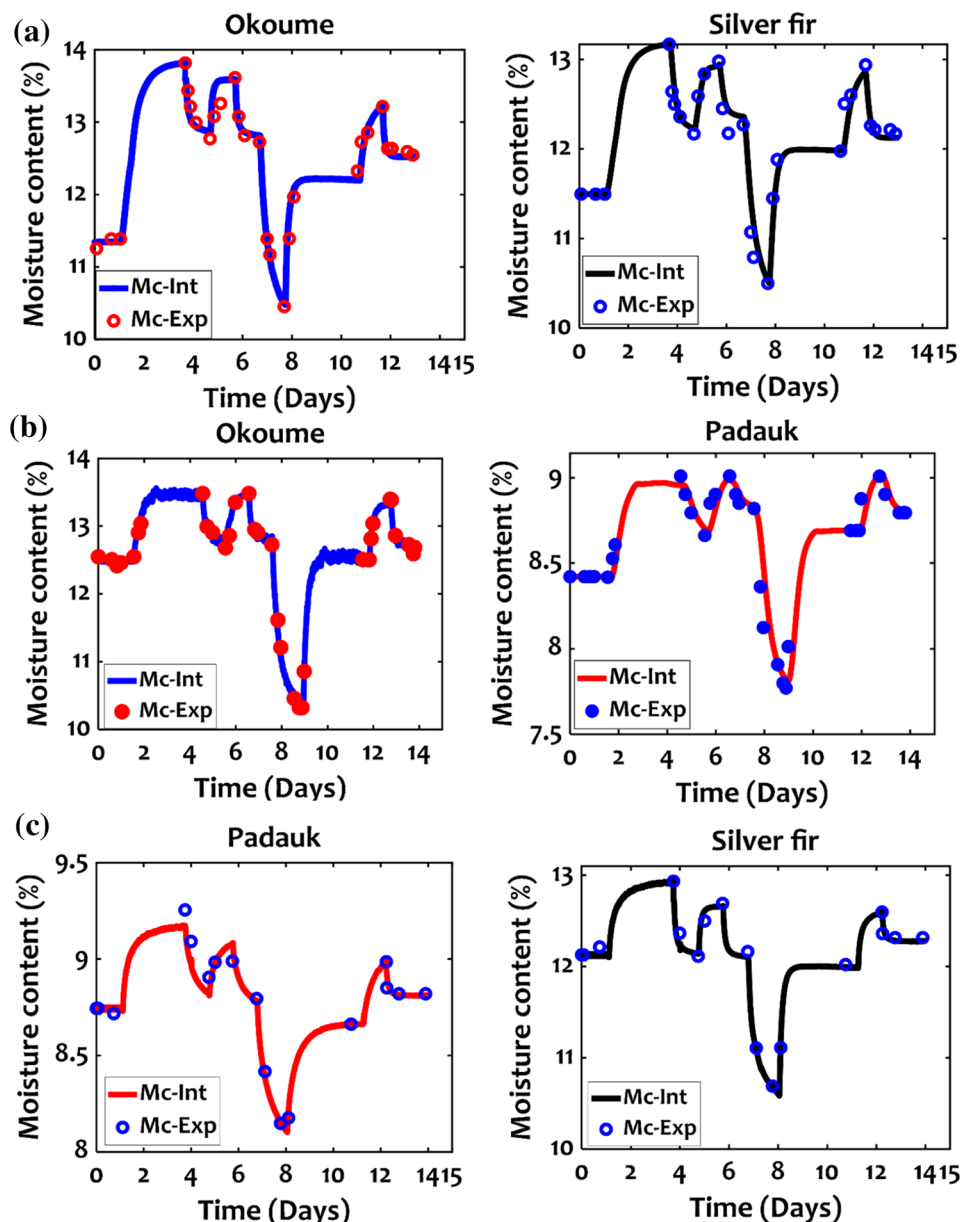 (a)
Okoume
Moisture content (%)
14
13
12
11
10
Mc-Int
Mc-Exp
0 2 4 6 8 10 12 1415
Time (Days)
Silver fir
Moisture content (%)
13
12
11
10
Mc-Int
Mc-Exp
0 2 4 6 8 10 12 1415
Time (Days)
(b)
Okoume
Moisture content (%)
14
13
12
11
10
Mc-Int
Mc-Exp
0 2 4 6 8 10 12 14
Time (Days)
Padauk
Moisture content (%)
9
8.5
8
7.5
Mc-Int
Mc-Exp
0 2 4 6 8 10 12 14
Time (Days)
(c)
Padauk
Moisture content (%)
9.5
9
8.5
8
Mc-Int
Mc-Exp
0 2 4 6 8 10 12 1415
Time (Days)
Silver fir
Moisture content (%)
13
12
11
10
Mc-Int
Mc-Exp
0 2 4 6 8 10 12 1415
Time (Days)